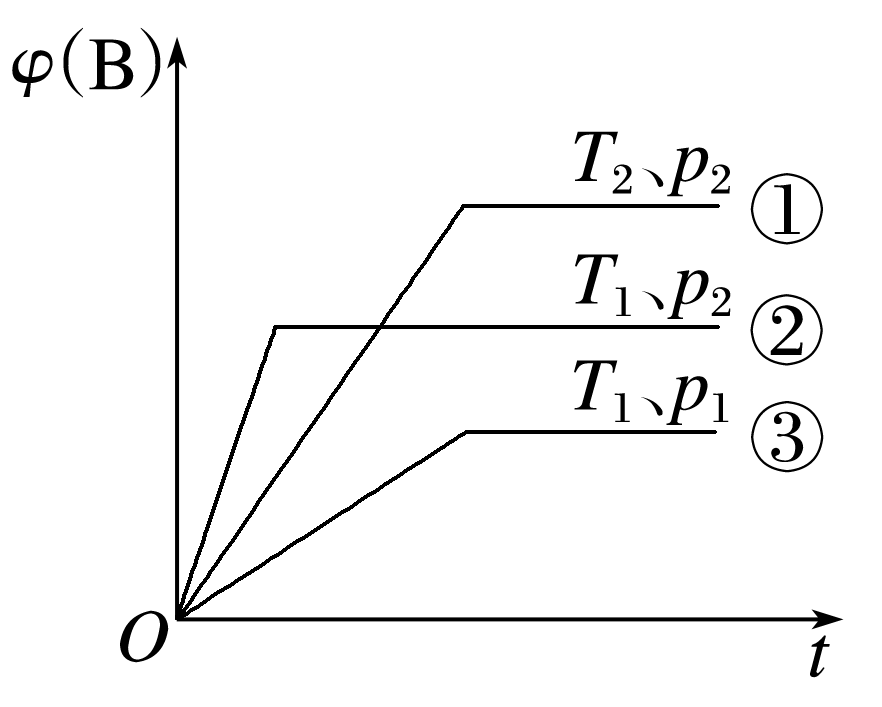 φ(B)
T₂、p₂ ①
T₁、p₂ ②
T₁、p₁ ③
O
t